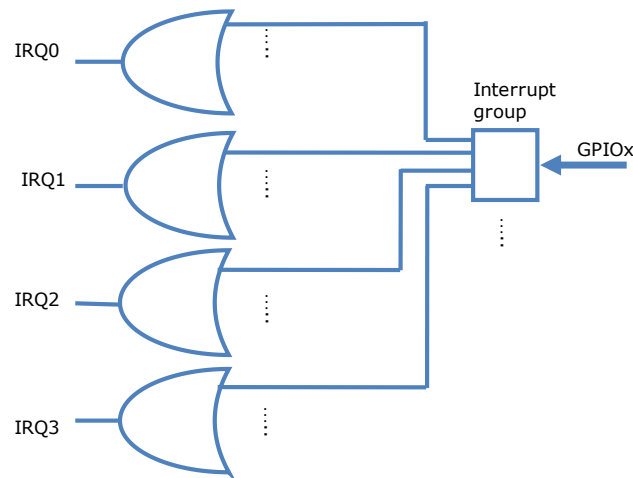 IRQ0
Interrupt
group
GPIOx
IRQ1
IRQ2
IRQ3